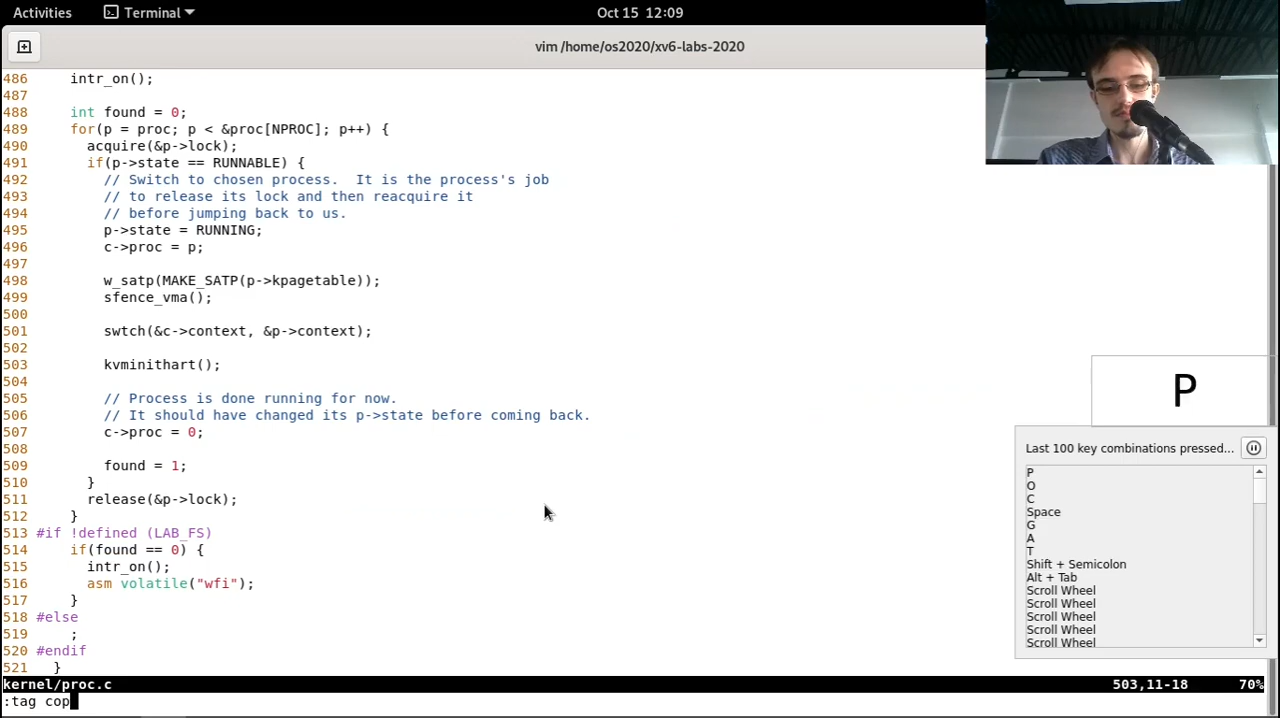 Activities
Terminal
Oct 15 12:09
vim /home/os2020/xv6-labs-2020
486     intr_on();
487
488     int found = 0;
489     for(p = proc; p < &proc[NPROC]; p++) {
490       acquire(&p->lock);
491       if(p->state == RUNNABLE) {
492         // Switch to chosen process.  It is the process's job
493         // to release its lock and then reacquire it
494         // before jumping back to us.
495         p->state = RUNNING;
496         c->proc = p;
497
498         w_satp(MAKE_SATP(p->kpagetable));
499         sfence_vma();
500
501         swtch(&c->context, &p->context);
502
503         kvminithart();
504
505         // Process is done running for now.
506         // It should have changed its p->state before coming back.
507         c->proc = 0;
508
509         found = 1;
510       }
511       release(&p->lock);
512     }
513 #if !defined (LAB_FS)
514     if(found == 0) {
515       intr_on();
516       asm volatile("wfi");
517     }
518 #else
519     ;
520 #endif
521   }
kernel/proc.c 503,11-18 70%
:tag cop
P
Last 100 key combinations pressed...
P
O
C
Space
G
A
T
Shift + Semicolon
Alt + Tab
Scroll Wheel
Scroll Wheel
Scroll Wheel
Scroll Wheel
Scroll Wheel